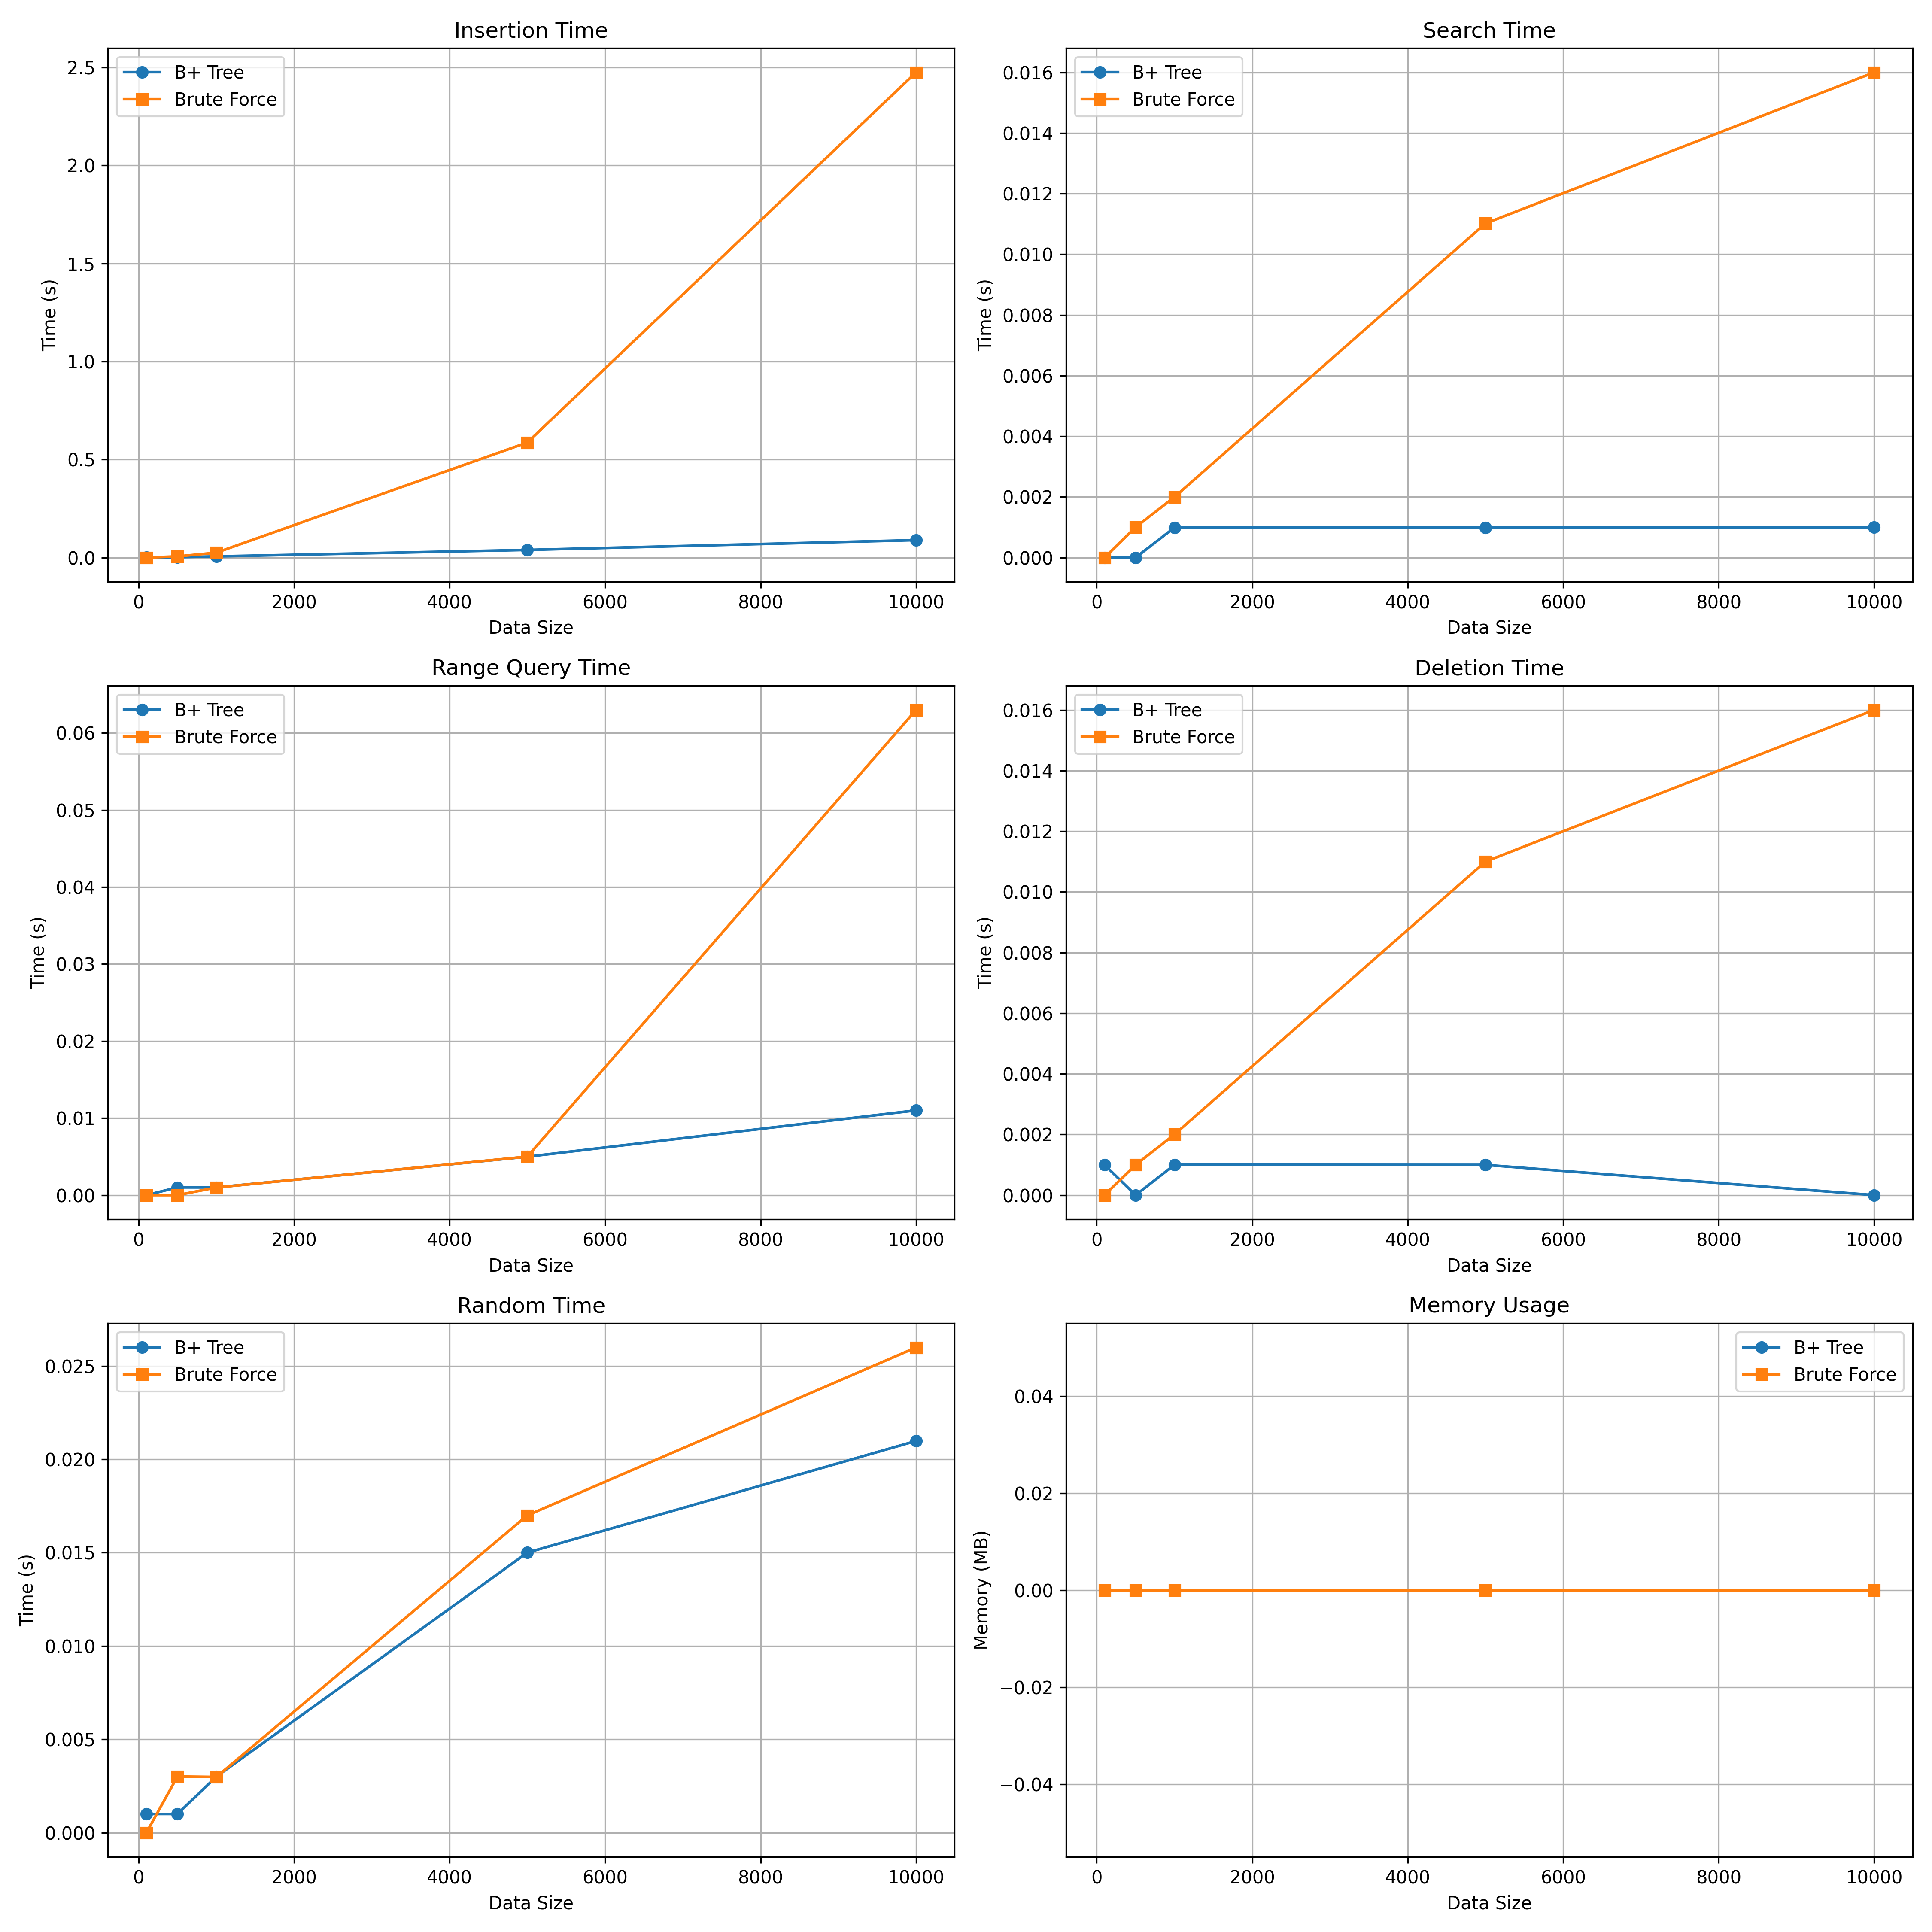 Insertion Time
B+ Tree
Brute Force
2.5
2.0
1.5
1.0
0.5
0.0
Time (s)
0 2000 4000 6000 8000 10000
Data Size
Search Time
B+ Tree
Brute Force
0.016
0.014
0.012
0.010
0.008
0.006
0.004
0.002
0.000
Time (s)
0 2000 4000 6000 8000 10000
Data Size
Range Query Time
B+ Tree
Brute Force
0.06
0.05
0.04
0.03
0.02
0.01
0.00
Time (s)
0 2000 4000 6000 8000 10000
Data Size
Deletion Time
B+ Tree
Brute Force
0.016
0.014
0.012
0.010
0.008
0.006
0.004
0.002
0.000
Time (s)
0 2000 4000 6000 8000 10000
Data Size
Random Time
B+ Tree
Brute Force
0.025
0.020
0.015
0.010
0.005
0.000
Time (s)
0 2000 4000 6000 8000 10000
Data Size
Memory Usage
B+ Tree
Brute Force
0.04
0.02
0.00
−0.02
−0.04
Memory (MB)
0 2000 4000 6000 8000 10000
Data Size